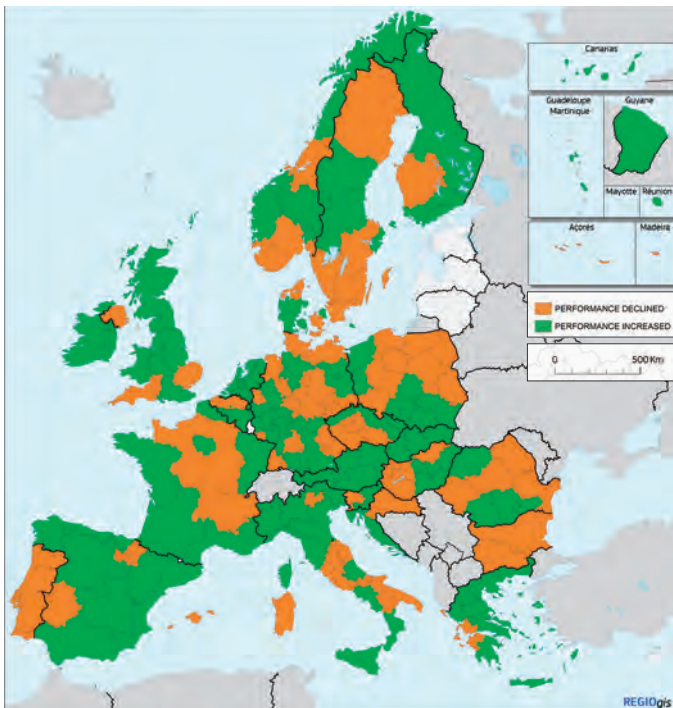 Canarias
Guadeloupe
Martinique
Guyane
Mayotte
Réunion
Açores
Madeira
PERFORMANCE DECLINED
PERFORMANCE INCREASED
0
500 Km
REGIOgis